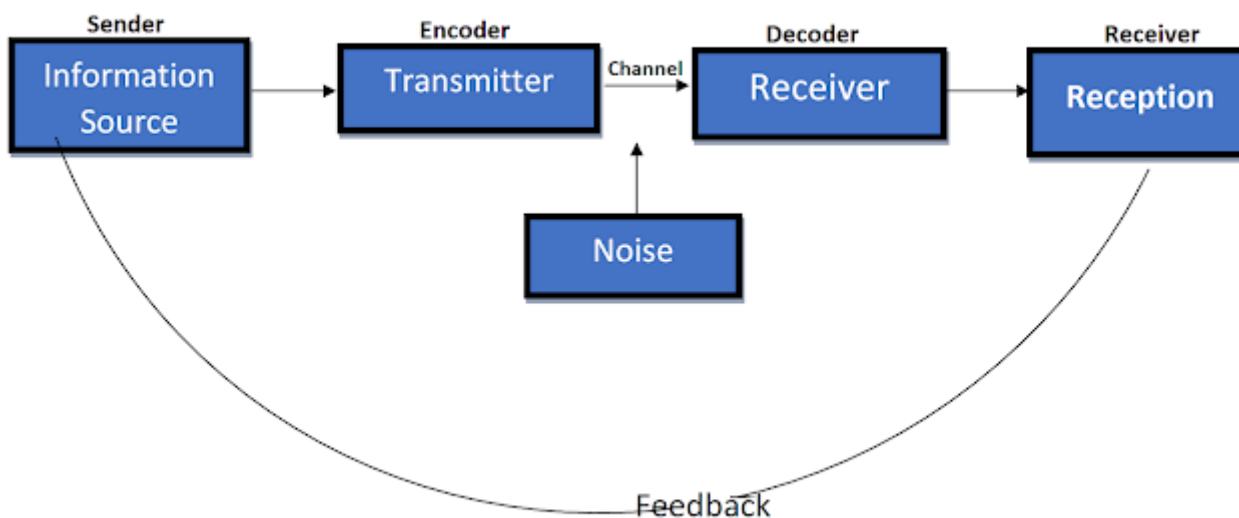 Sender
Information
Source
Encoder
Transmitter
Channel
Decoder
Receiver
Receiver
Reception
Noise
Feedback